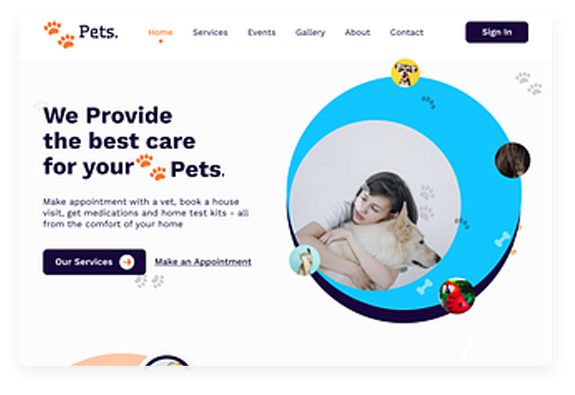 Pets.
Home Services Events Gallery About Contact
Sign In
We Provide
the best care
for your Pets.
Make appointment with a vet, book a house
visit, get medications and home test kits - all
from the comfort of your home
Our Services
Make an Appointment